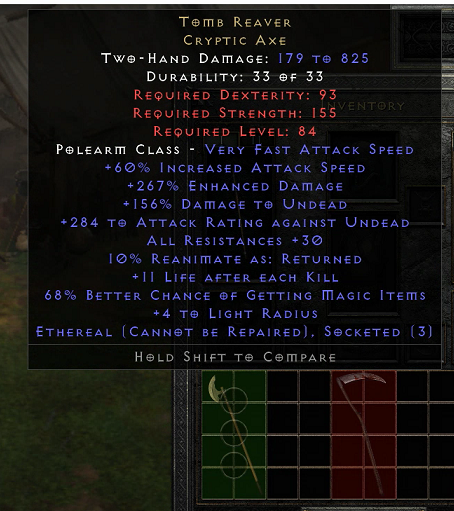 Tomb Reaver
Cryptic Axe
Two-Hand Damage: 179 to 825
Durability: 33 of 33
Required Dexterity: 93
Required Strength: 155
Inventory
Required Level: 84
Polearm Class - Very Fast Attack Speed
+60% Increased Attack Speed
+267% Enhanced Damage
+156% Damage to Undead
+284 to Attack Rating against Undead
All Resistances +30
10% Reanimate as: Returned
+11 Life after each Kill
68% Better Chance of Getting Magic Items
+4 to Light Radius
Ethereal (Cannot be Repaired), Socketed (3)
Hold Shift to Compare